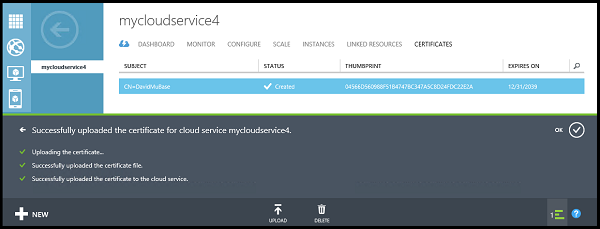 mycloudservice4
DASHBOARD MONITOR CONFIGURE SCALE INSTANCES LINKED RESOURCES CERTIFICATES
mycloudservice4
SUBJECT STATUS THUMBPRINT EXPIRES ON
CN=DavidMuBase Created 04566D560988F5184747BC347A5C8D24FDC22E2A 12/31/2039
Successfully uploaded the certificate for cloud service mycloudservice4. OK
Uploading the certificate...
Successfully uploaded the certificate file.
Successfully uploaded the certificate to the cloud service.
NEW UPLOAD DELETE 1 ?